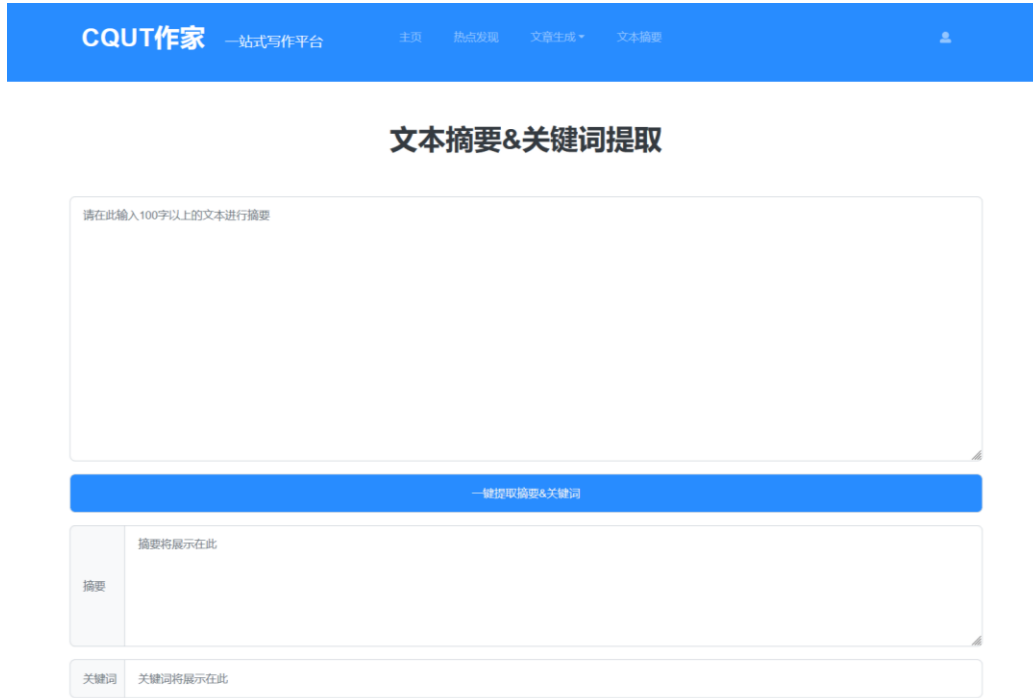 CQUT作家 一站式写作平台 主页 热点发现 文章生成 文本摘要
文本摘要&关键词提取
请在此输入100字以上的文本进行摘要
一键提取摘要&关键词
摘要将展示在此
摘要
关键词 关键词将展示在此